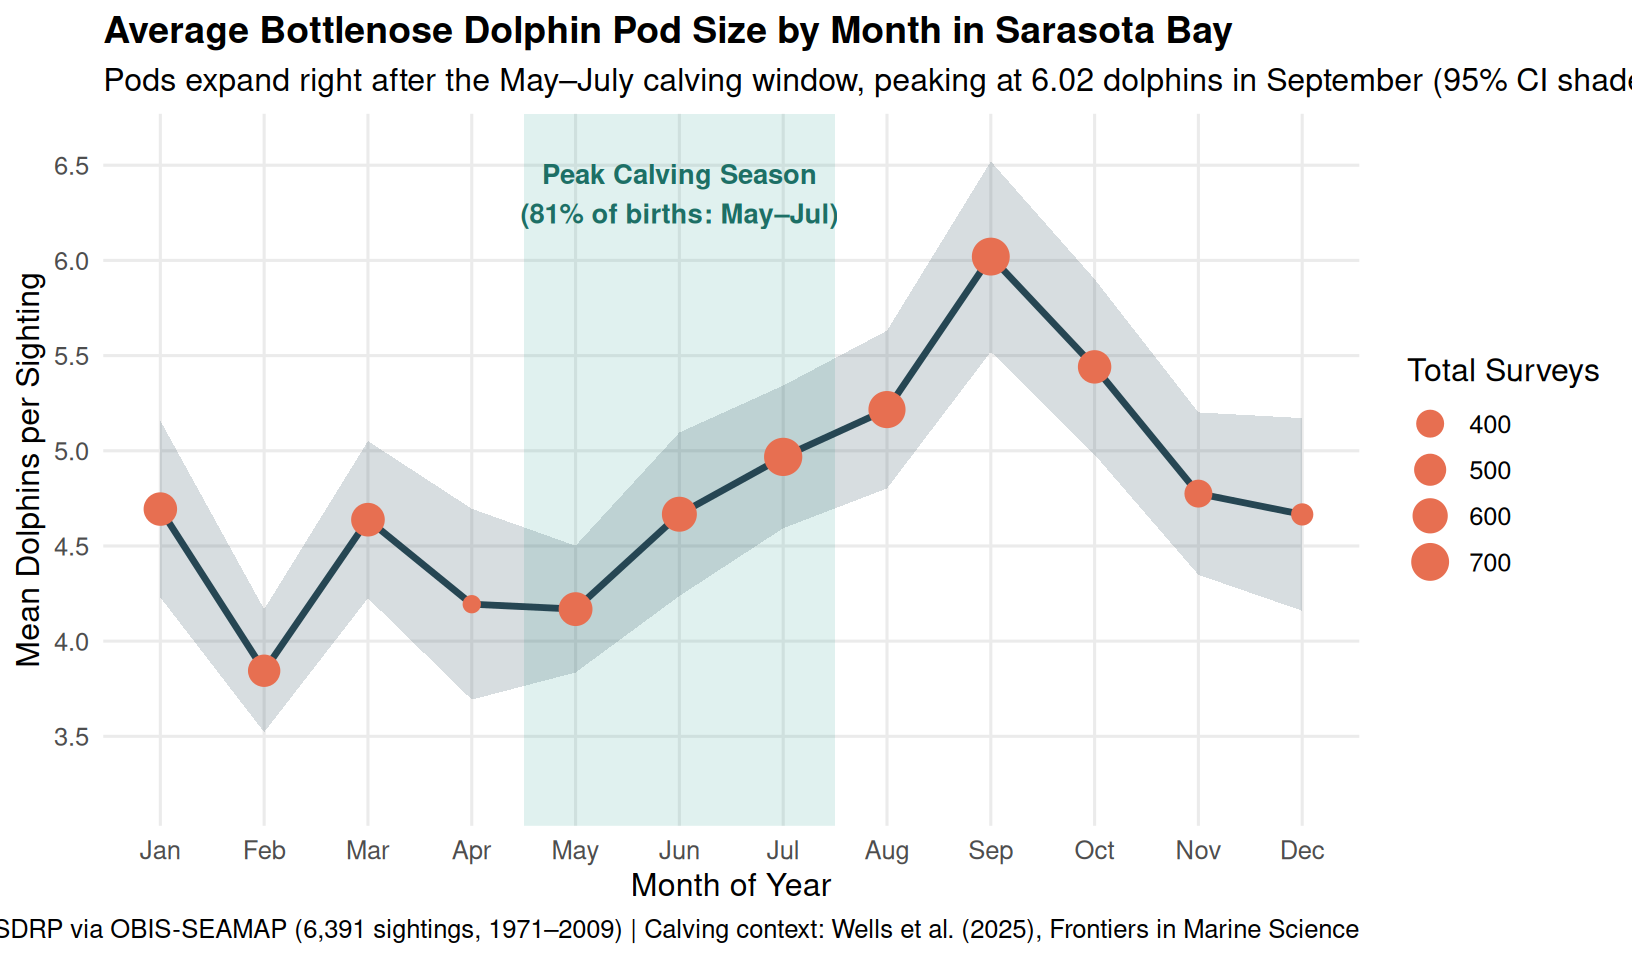 Average Bottlenose Dolphin Pod Size by Month in Sarasota Bay
Pods expand right after the May–July calving window, peaking at 6.02 dolphins in September (95% CI
Peak Calving Season
(81% of births: May–Jul)
6.5
6.0
5.5
5.0
4.5
4.0
3.5
Mean Dolphins per Sighting
Jan Feb Mar Apr May Jun Jul Aug Sep Oct Nov Dec
Month of Year
Total Surveys
400
500
600
700
SDRP via OBIS-SEAMAP (6,391 sightings, 1971–2009) | Calving context: Wells et al. (2025), Frontiers in Marine Science